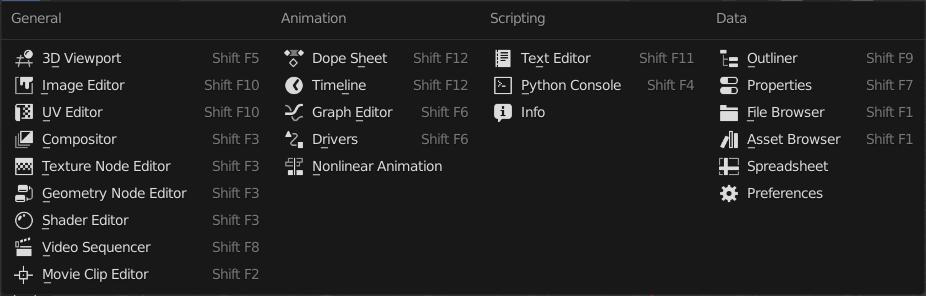 General
3D Viewport Shift F5
Image Editor Shift F10
UV Editor Shift F10
Compositor Shift F3
Texture Node Editor Shift F3
Geometry Node Editor Shift F3
Shader Editor Shift F3
Video Sequencer Shift F8
Movie Clip Editor Shift F2
Animation
Dope Sheet Shift F12
Timeline Shift F12
Graph Editor Shift F6
Drivers Shift F6
Nonlinear Animation
Scripting
Text Editor Shift F11
Python Console Shift F4
Info
Data
Outliner Shift F9
Properties Shift F7
File Browser Shift F1
Asset Browser Shift F1
Spreadsheet
Preferences